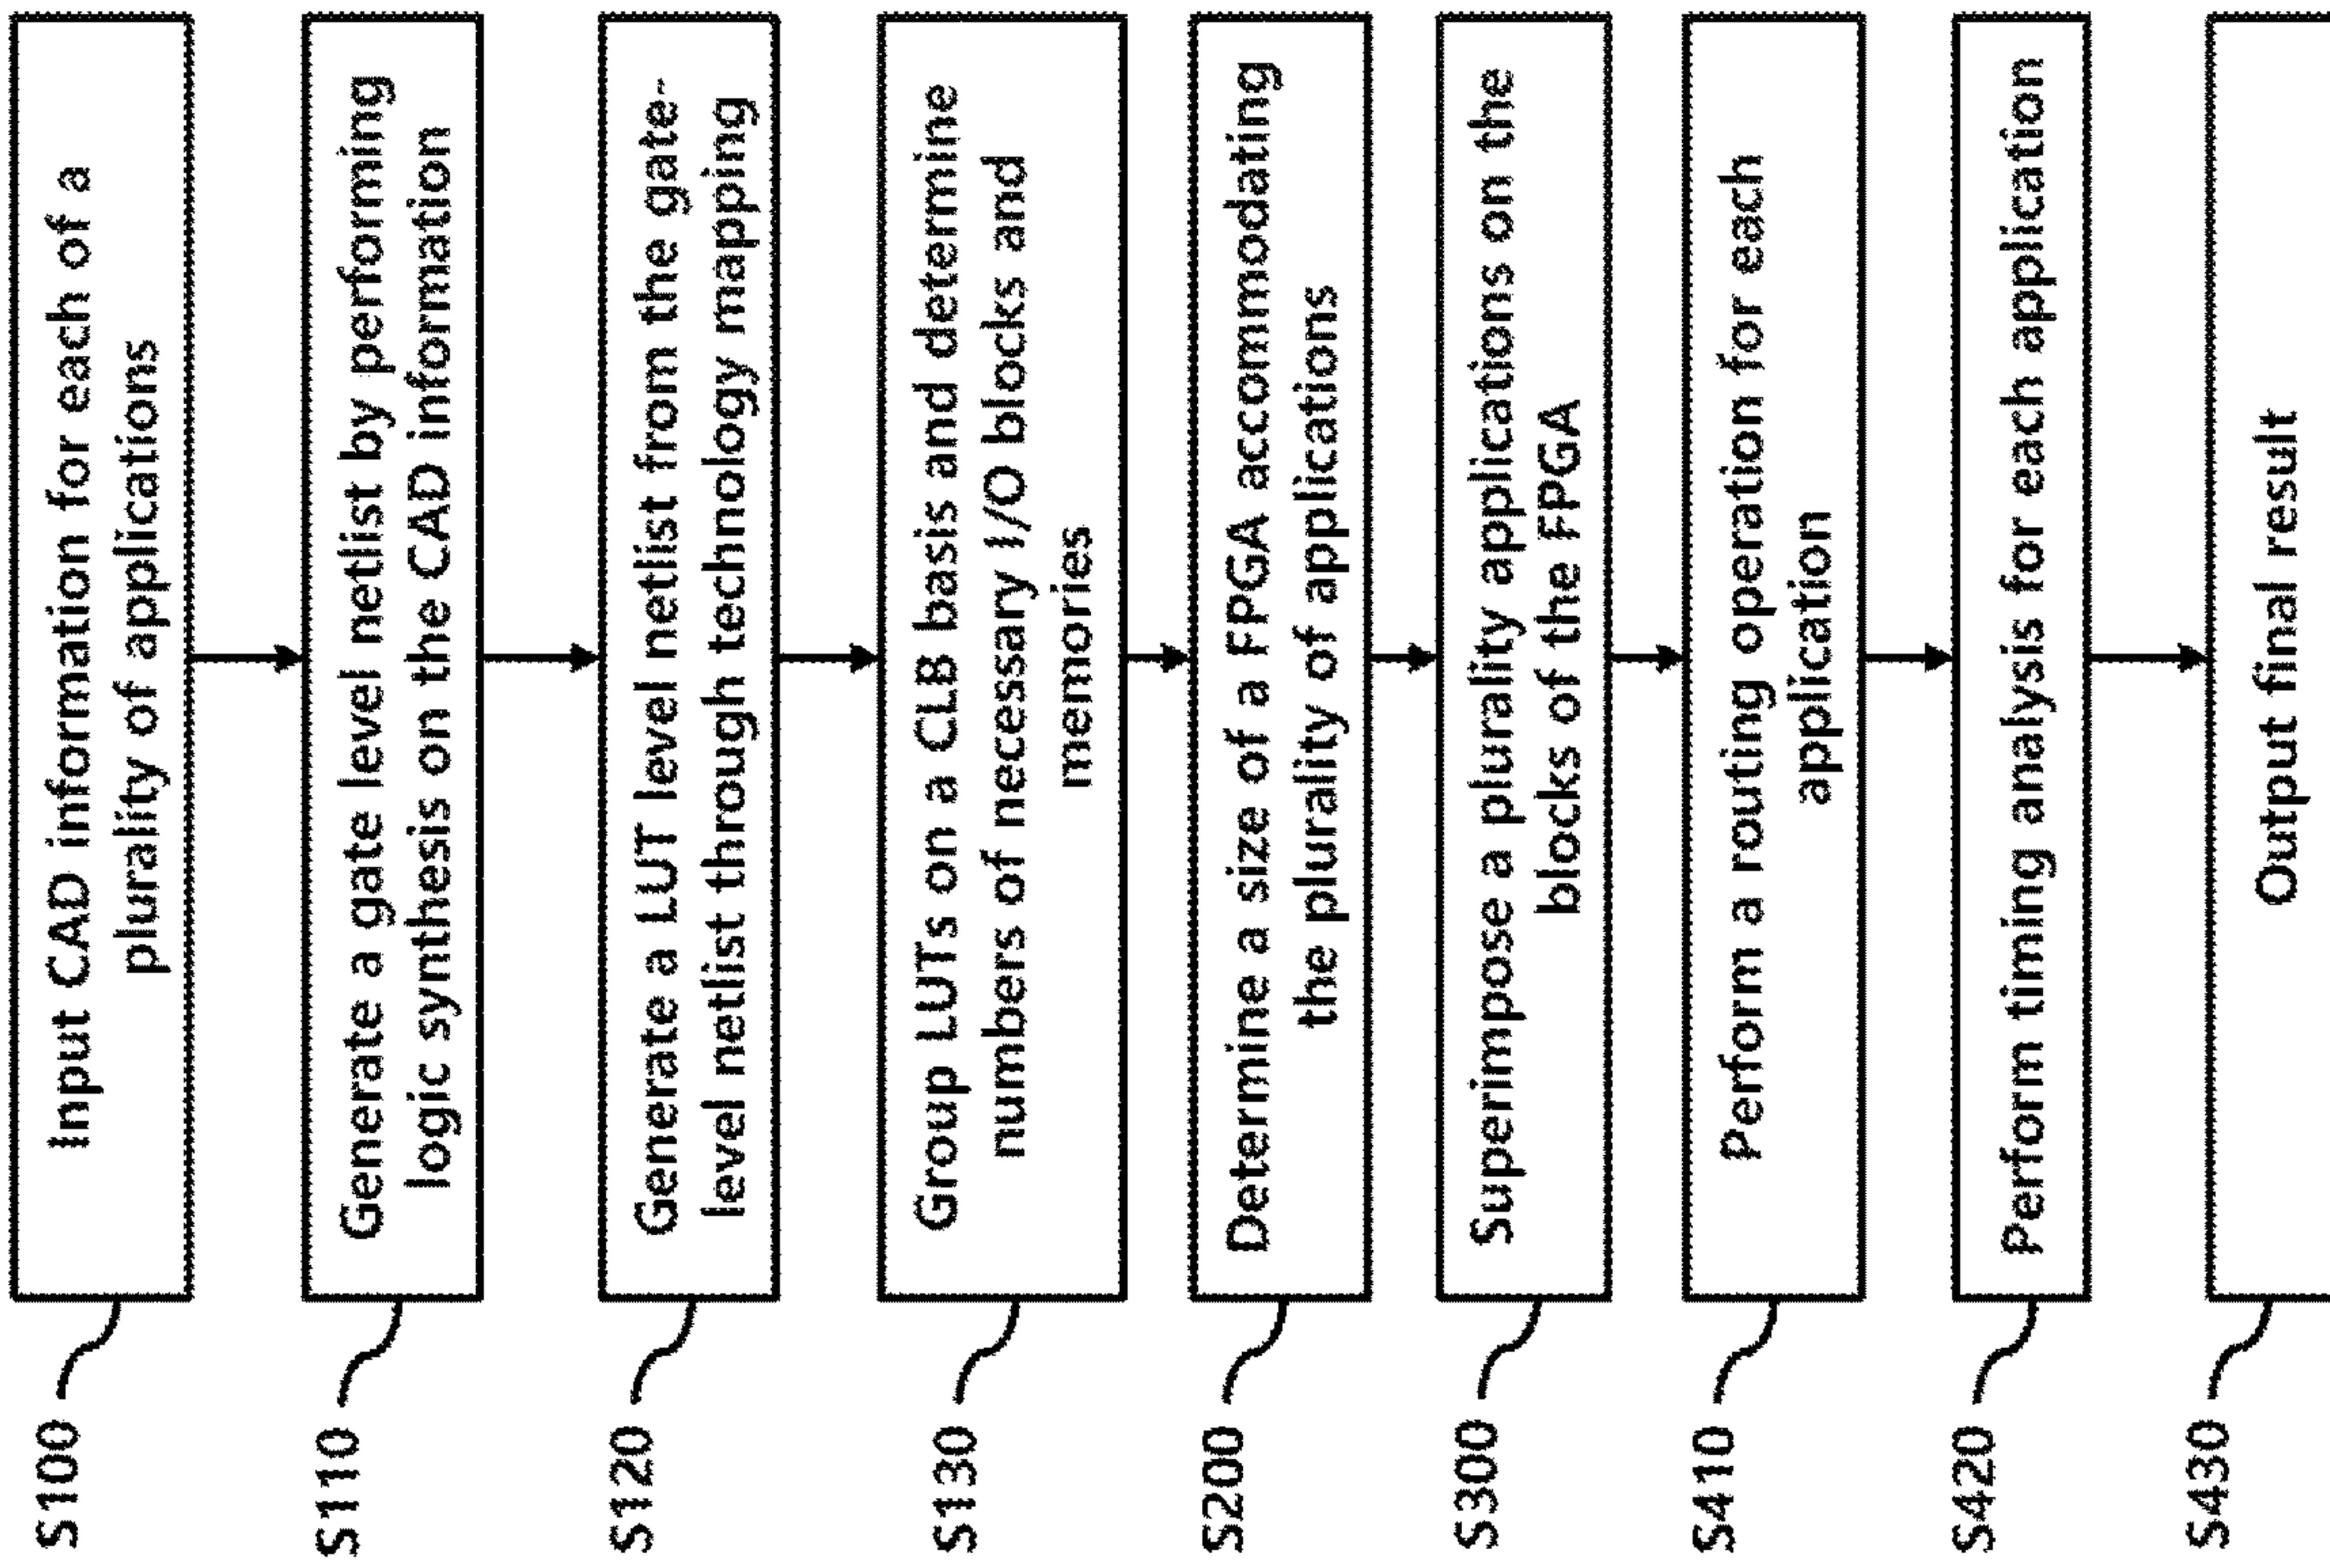 S100
Input CAD information for each of a
plurality of applications
S110
Generate a gate level netlist by performing
logic synthesis on the CAD information
S120
Generate a LUT level netlist from the gate-
level netlist through technology mapping
S130
Group LUTs on a CLB basis and determine
numbers of necessary I/O blocks and
memories
S200
Determine a size of a FPGA accommodating
the plurality of applications
S300
Superimpose a plurality applications on the
blocks of the FPGA
S410
Perform a routing operation for each
application
S420
Perform timing analysis for each application
S430
Output final result